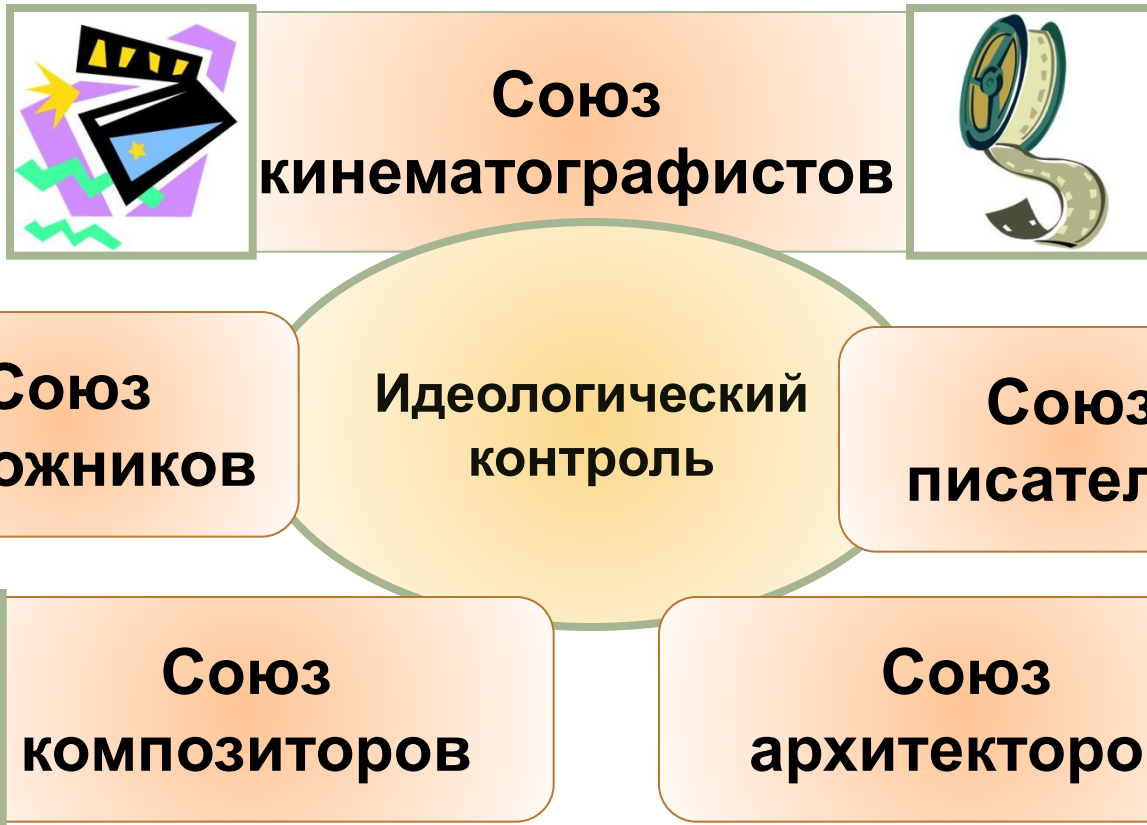 Союз
кинематографистов
Идеологический
контроль
Союз
ожников
Союз
писател
Союз
композиторов
Союз
архитекторо